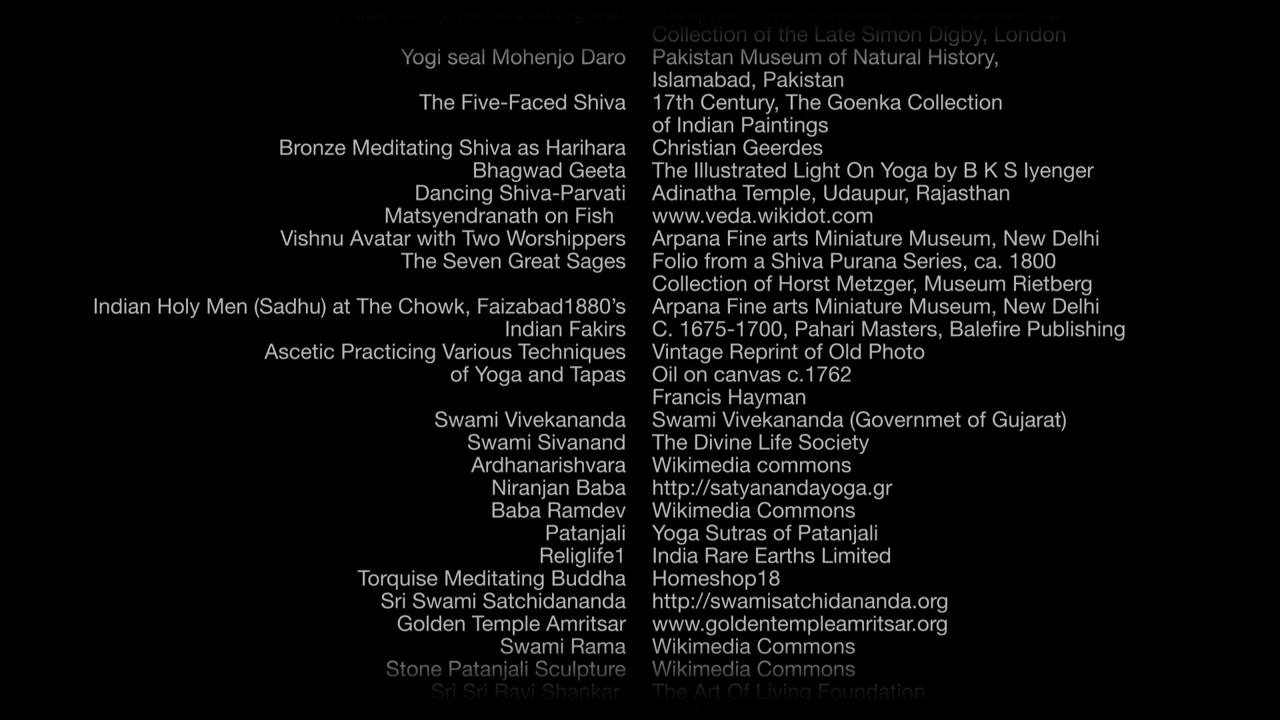 Collection of the Late Simon Digby, London
Yogi seal Mohenjo Daro Pakistan Museum of Natural History,
Islamabad, Pakistan
The Five-Faced Shiva 17th Century, The Goenka Collection
of Indian Paintings
Bronze Meditating Shiva as Harihara Christian Geerdes
Bhagwad Geeta The Illustrated Light On Yoga by B K S Iyenger
Dancing Shiva-Parvati Adinatha Temple, Udaupur, Rajasthan
Matsyendranath on Fish www.veda.wikidot.com
Vishnu Avatar with Two Worshippers Arpana Fine arts Miniature Museum, New Delhi
The Seven Great Sages Folio from a Shiva Purana Series, ca. 1800
Collection of Horst Metzger, Museum Rietberg
Indian Holy Men (Sadhu) at The Chowk, Faizabad1880's Arpana Fine arts Miniature Museum, New Delhi
Indian Fakirs C. 1675-1700, Pahari Masters, Balefire Publishing
Ascetic Practicing Various Techniques Vintage Reprint of Old Photo
of Yoga and Tapas Oil on canvas c.1762
Francis Hayman
Swami Vivekananda Swami Vivekananda (Governmet of Gujarat)
Swami Sivanand The Divine Life Society
Ardhanarishvara Wikimedia commons
Niranjan Baba http://satyanandayoga.gr
Baba Ramdev Wikimedia Commons
Patanjali Yoga Sutras of Patanjali
Religlife1 India Rare Earths Limited
Torquise Meditating Buddha Homeshop18
Sri Swami Satchidananda http://swamisatchidananda.org
Golden Temple Amritsar www.goldentempleamritsar.org
Swami Rama Wikimedia Commons
Stone Patanjali Sculpture Wikimedia Commons
Sri Sri Ravi Shankar The Art Of Living Foundation